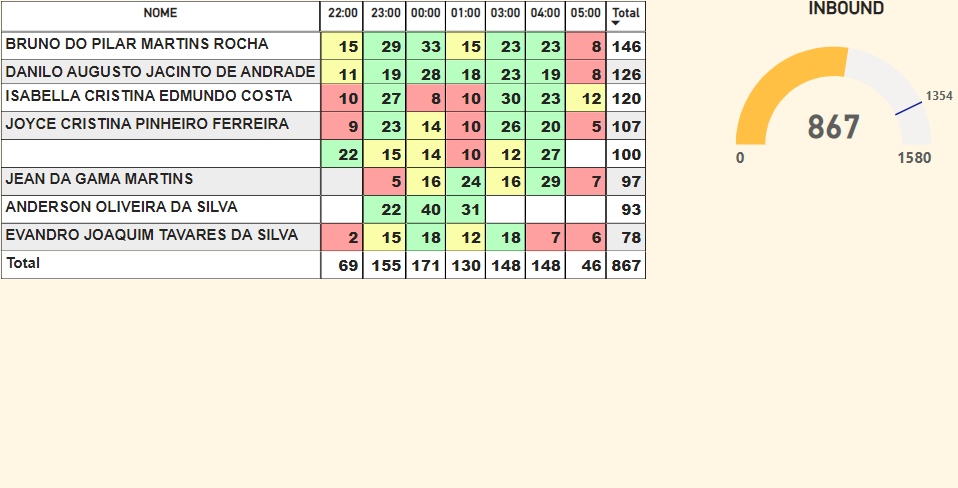 NOME 22:00 23:00 00:00 01:00 03:00 04:00 05:00 Total
BRUNO DO PILAR MARTINS ROCHA 15 29 33 15 23 23 8 146
DANILO AUGUSTO JACINTO DE ANDRADE 11 19 28 18 23 19 8 126
ISABELLA CRISTINA EDMUNDO COSTA 10 27 8 10 30 23 12 120
JOYCE CRISTINA PINHEIRO FERREIRA 9 23 14 10 26 20 5 107
22 15 14 10 12 27 100
JEAN DA GAMA MARTINS 5 16 24 16 29 7 97
ANDERSON OLIVEIRA DA SILVA 22 40 31 93
EVANDRO JOAQUIM TAVARES DA SILVA 2 15 18 12 18 7 6 78
Total 69 155 171 130 148 148 46 867
INBOUND
1354
867
0 1580